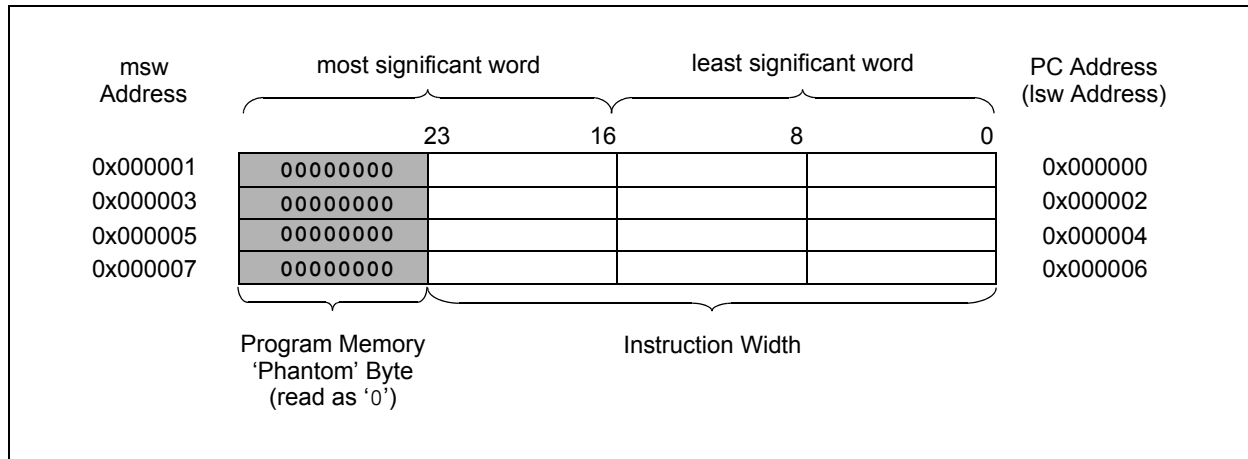 msw
Address
most significant word
least significant word
PC Address
(lsw Address)
23
16
8
0
0x000001
00000000
0x000000
0x000003
00000000
0x000002
0x000005
00000000
0x000004
0x000007
00000000
0x000006
Program Memory
‘Phantom’ Byte
(read as ‘0’)
Instruction Width